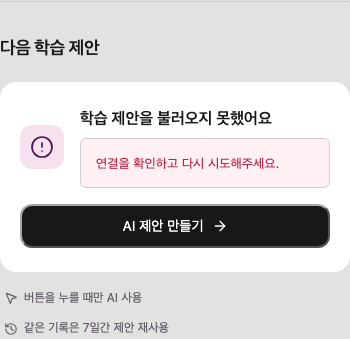 다음 학습 제안
학습 제안을 불러오지 못했어요
연결을 확인하고 다시 시도해주세요.
AI 제안 만들기 →
버튼을 누를 때만 AI 사용
같은 기록은 7일간 제안 재사용